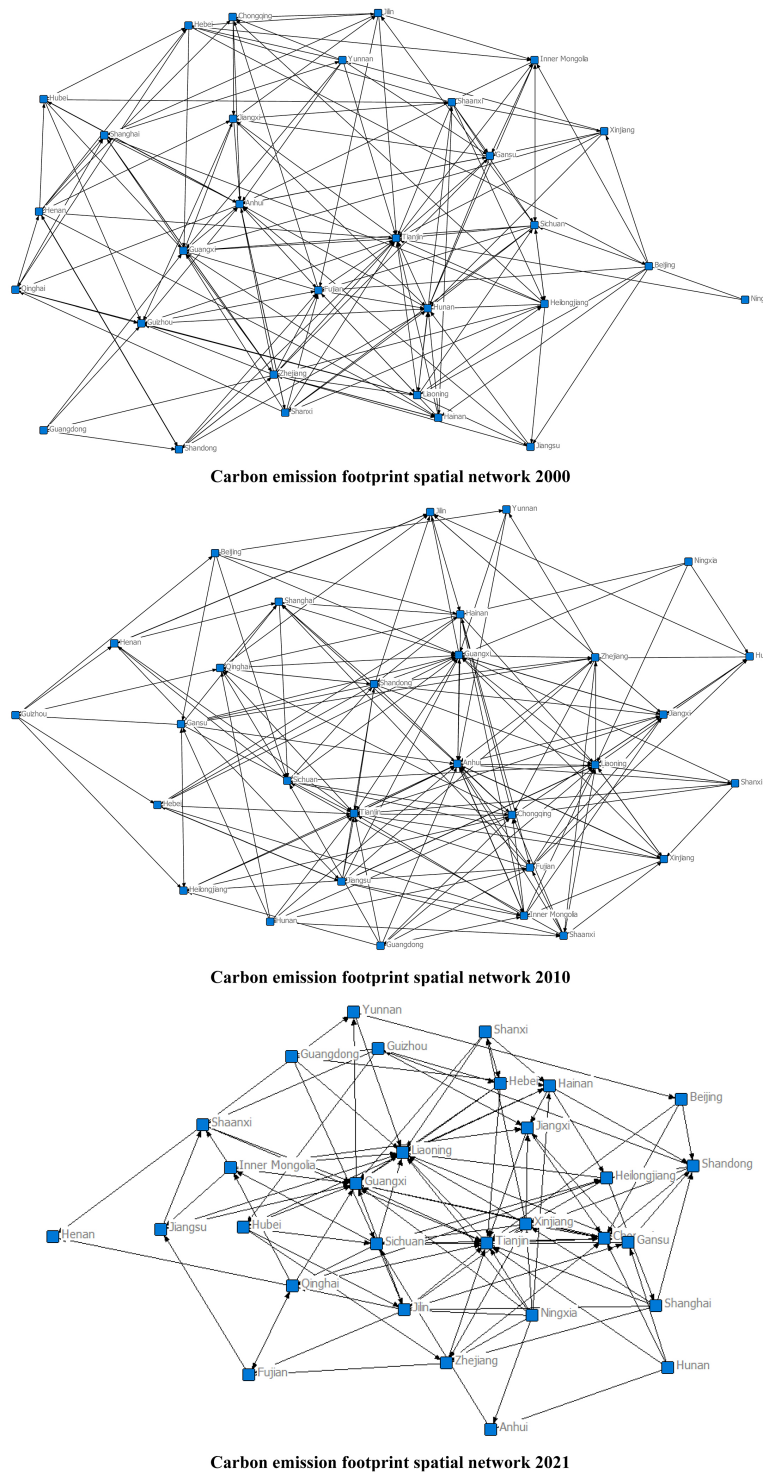 Jilin
Chongqing
Hebei
Yunnan
Inner Mongolia
Hubei
Shaanxi
Jiangxi
Xinjiang
Shanghai
Gansu
Anhui
Henan
Sichuan
Tianjin
Guangxi
Beijing
Qinghai
Fujian
Ning
Heilongjiang
Hunan
Guizhou
Zhejiang
Liaoning
Shanxi
Hainan
Guangdong
Shandong
Jiangsu
Carbon emission footprint spatial network 2000
Jilin
Yunnan
Beijing
Ningxia
Shanghai
Hainan
Henan
Guangxi
Zhejiang
Hu
Qinghai
Shandong
Guizhou
Jiangxi
Gansu
Anhui
Liaoning
Sichuan
Shanxi
Hebei
Tianjin
Chongqing
Xinjiang
Fujian
Jiangsu
Heilongjiang
Inner Mongolia
Hunan
Shaanxi
Guangdong
Carbon emission footprint spatial network 2010
Yunnan
Shanxi
Guizhou
Guangdong
Hebei
Hainan
Beijing
Shaanxi
Jiangxi
Liaoning
Shandong
Inner Mongolia
Heilongjiang
Guangxi
Xinjiang
Hubei
Jiangsu
Henan
Sichuan
Tianjin
Gansu
Qinghai
Shanghai
Jilin
Ningxia
Zhejiang
Hunan
Fujian
Anhui
Carbon emission footprint spatial network 2021